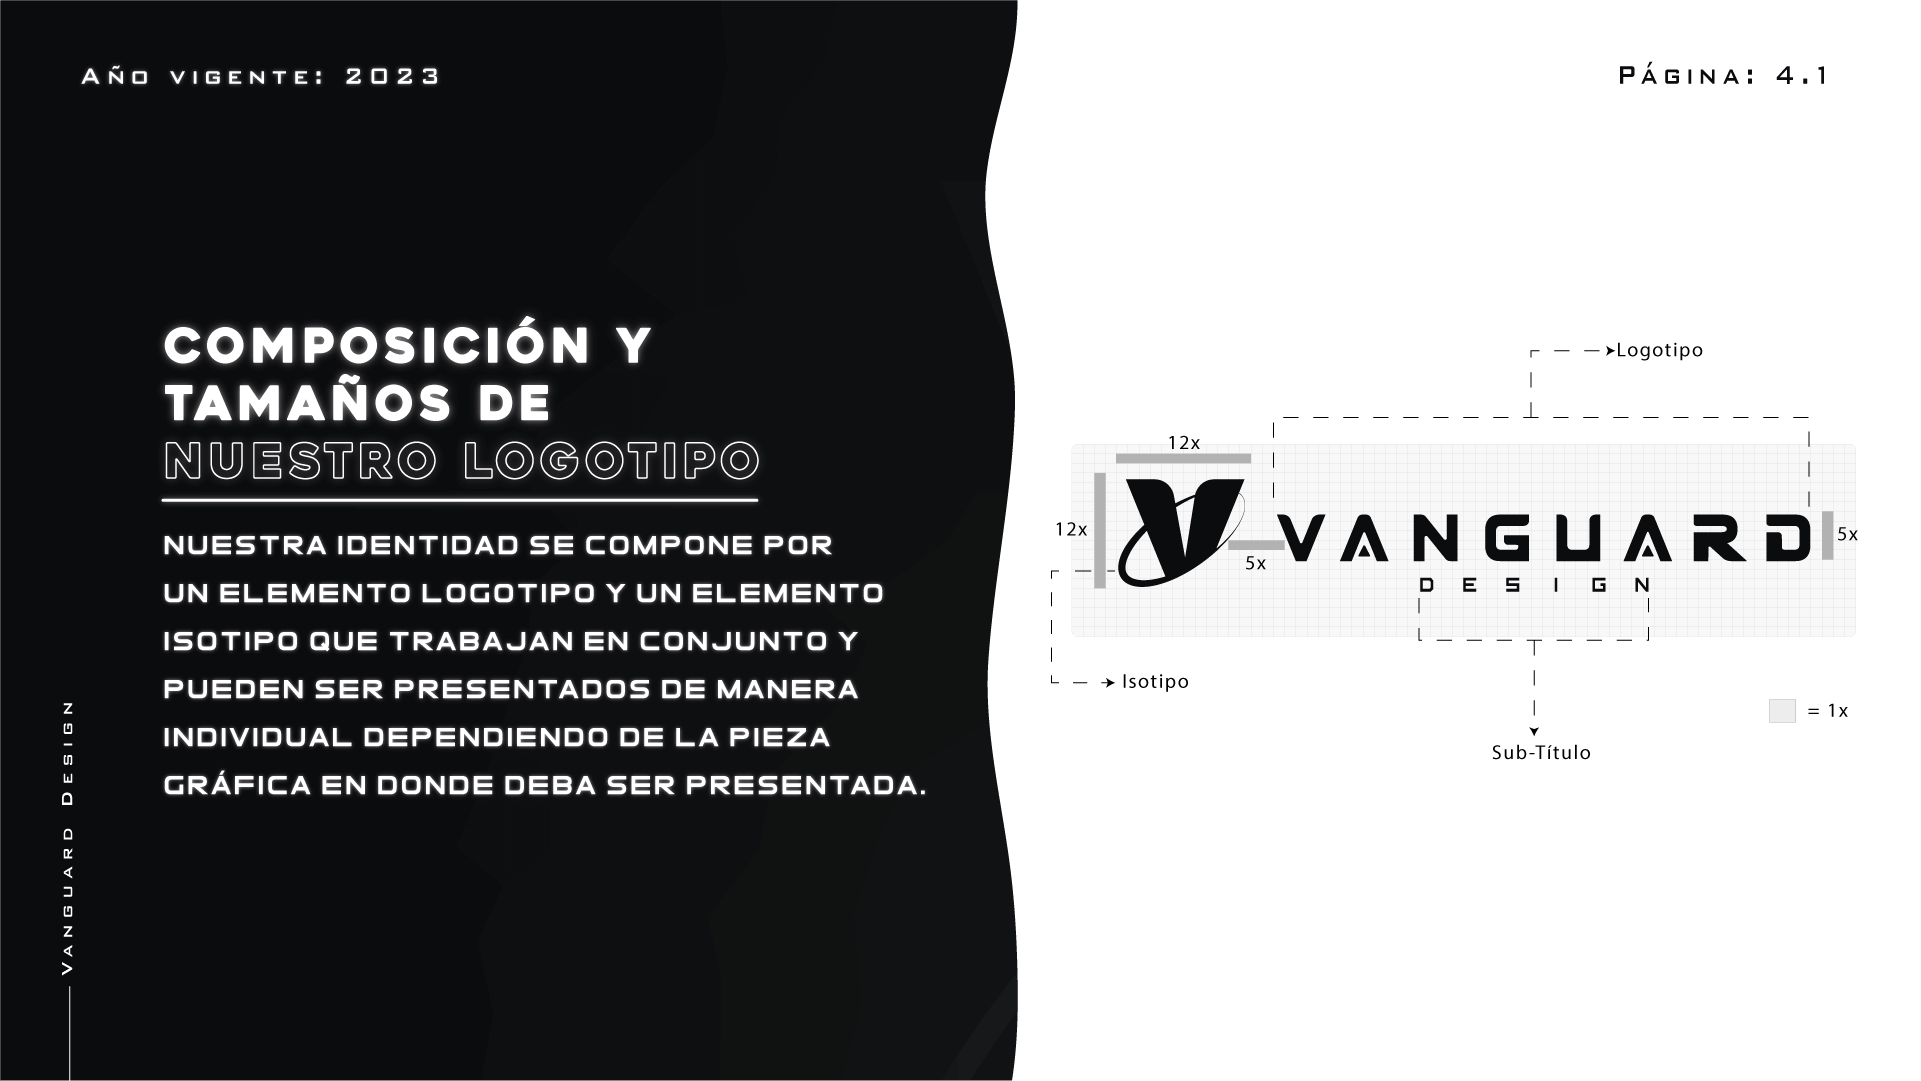 Año vigente: 2023
Página: 4.1
COMPOSICIÓN Y
TAMAÑOS DE
NUESTRO LOGOTIPO
NUESTRA IDENTIDAD SE COMPONE POR
UN ELEMENTO LOGOTIPO Y UN ELEMENTO
ISOTIPO QUE TRABAJAN EN CONJUNTO Y
PUEDEN SER PRESENTADOS DE MANERA
INDIVIDUAL DEPENDIENDO DE LA PIEZA
GRÁFICA EN DONDE DEBA SER PRESENTADA.
Vanguard Design
Logotipo
12x
12x
5x
V VANGUARD
5x
DESIGN
Isotipo
= 1x
Sub-Título